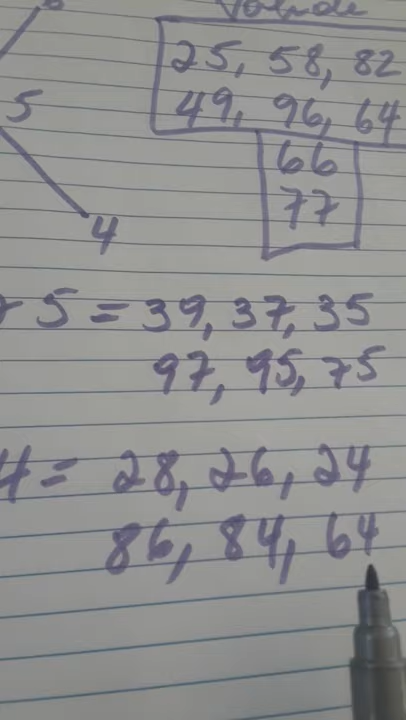 5
4
25, 58, 82
49, 96, 64
66
77
5 = 39, 37, 35
97, 95, 75
4 = 28, 26, 24
86, 84, 64